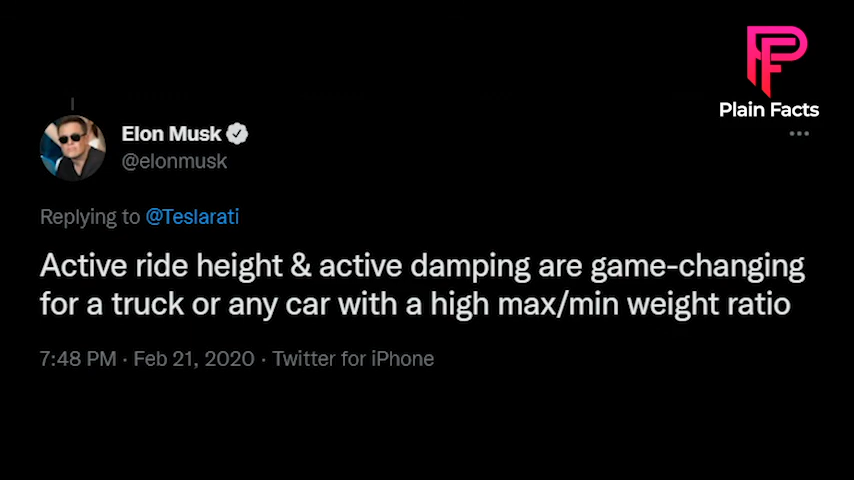 Plain Facts
Elon Musk
@elonmusk
Replying to @Teslarati
Active ride height & active damping are game-changing
for a truck or any car with a high max/min weight ratio
7:48 PM · Feb 21, 2020 · Twitter for iPhone